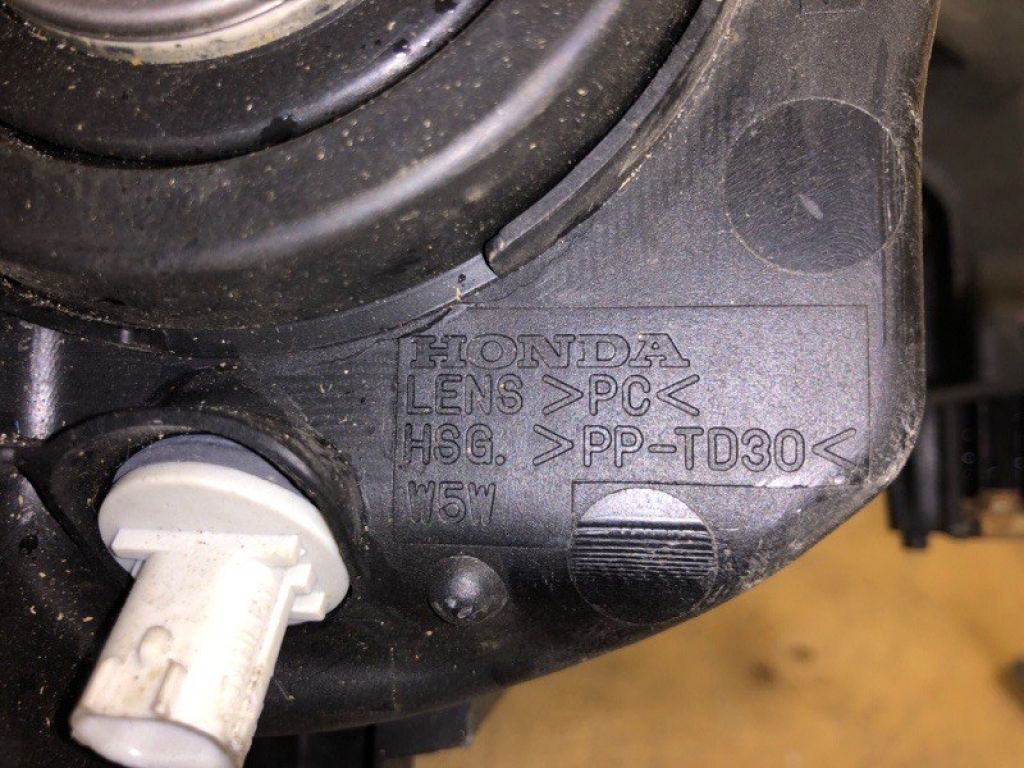 HONDA
LENS >PC<
HSG. >PP-TD30<
W5W